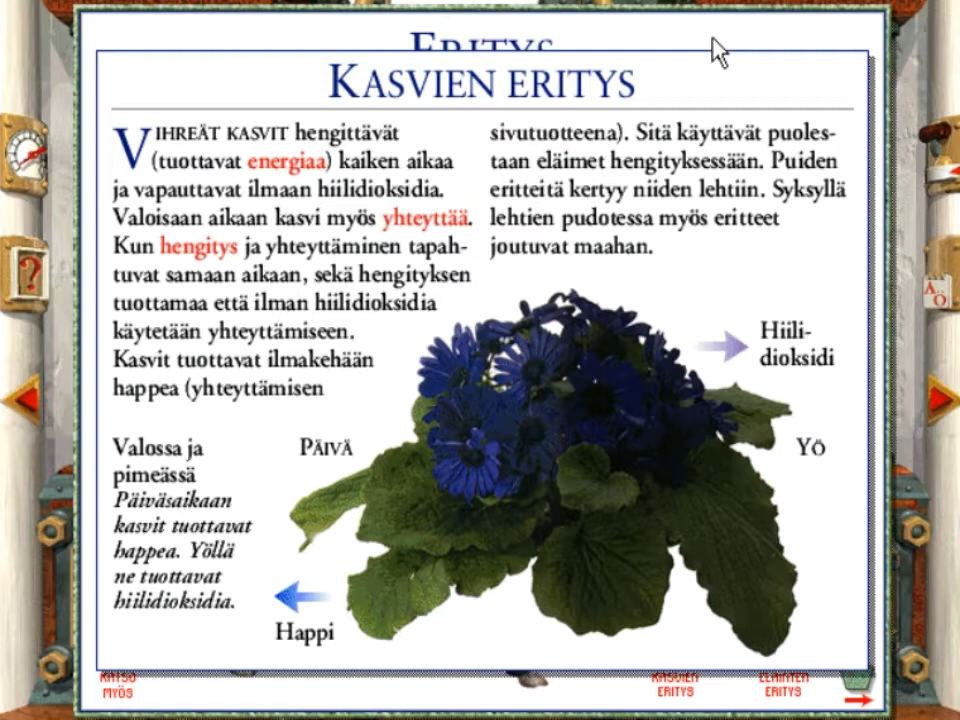 ERITYS
KASVIEN ERITYS
VIHREÄT KASVIT hengittävät
(tuottavat energiaa) kaiken aikaa
ja vapauttavat ilmaan hiilidioksidia.
Valoisaan aikaan kasvi myös yhteyttää.
Kun hengitys ja yhteyttäminen tapah-
tuvat samaan aikaan, sekä hengityksen
tuottamaa että ilman hiilidioksidia
käytetään yhteyttämiseen.
Kasvit tuottavat ilmakehään
happea (yhteyttämisen
sivutuotteena). Sitä käyttävät puoles-
taan eläimet hengityksessään. Puiden
eritteitä kertyy niiden lehtiin. Syksyllä
lehtien pudotessa myös eritteet
joutuvat maahan.
Hiili-
dioksidi
Valossa ja
pimeässä
Päiväsaikaan
kasvit tuottavat
happea. Yöllä
ne tuottavat
hiilidioksidia.
PÄIVÄ
YÖ
Happi
KATSO
MYÖS
KASVIEN
ERITYS
ELÄINTEN
ERITYS
?
A...
Ö